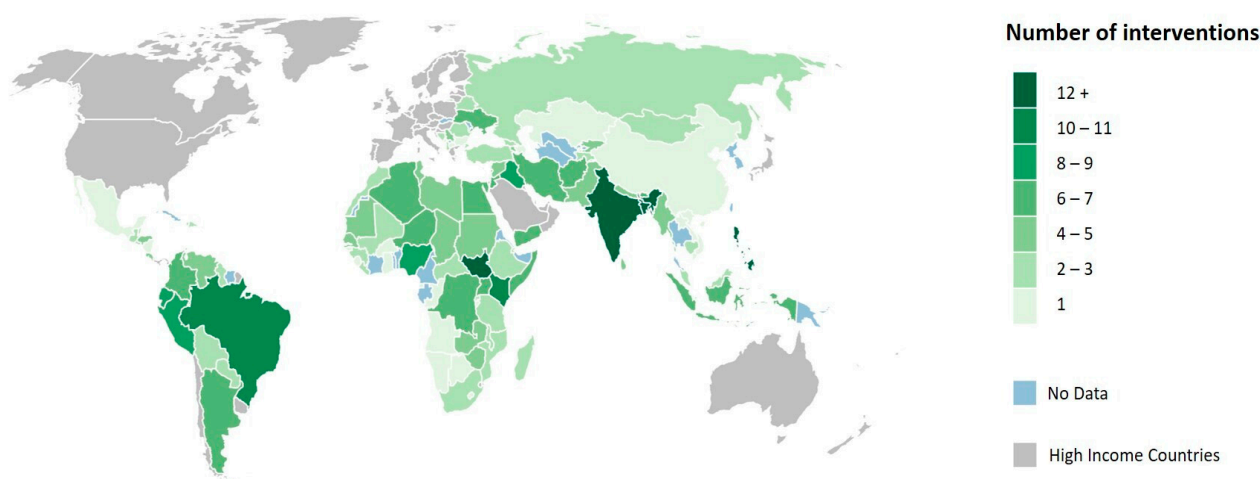 Number of interventions
12 +
10 – 11
8 – 9
6 – 7
4 – 5
2 – 3
1
No Data
High Income Countries